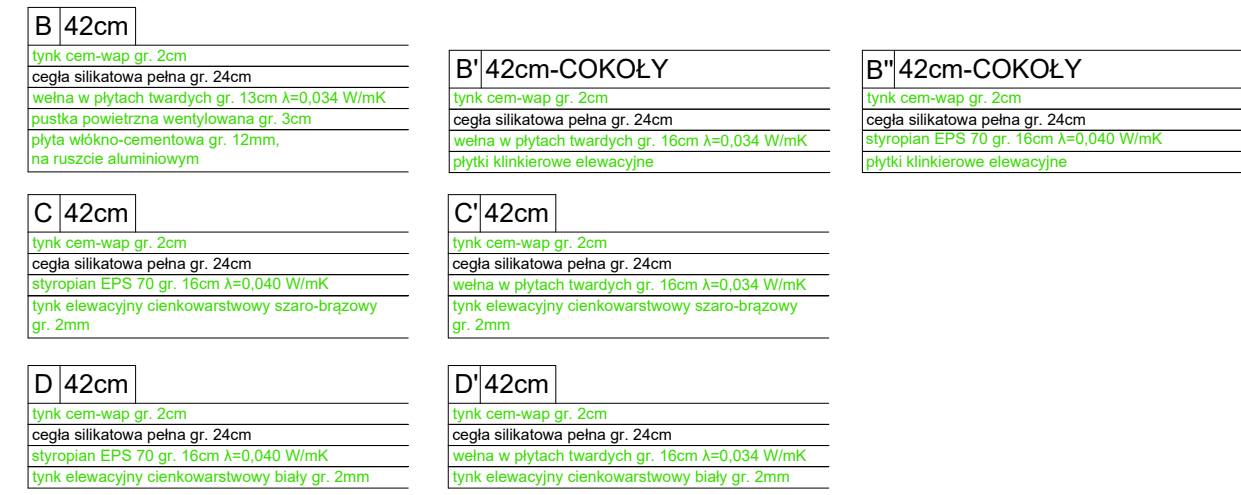 B 42cm
tynk cem-wap gr. 2cm
cegła silikatowa pełna gr. 24cm
wełna w płytach twardych gr. 13cm λ=0,034 W/mK
pustka powietrzna wentylowana gr. 3cm
płyta włókno-cementowa gr. 12mm,
na ruszcie aluminiowym
B' 42cm-COKOŁY
tynk cem-wap gr. 2cm
cegła silikatowa pełna gr. 24cm
wełna w płytach twardych gr. 16cm λ=0,034 W/mK
płytki klinkierowe elewacyjne
B" 42cm-COKOŁY
tynk cem-wap gr. 2cm
cegła silikatowa pełna gr. 24cm
styropian EPS 70 gr. 16cm λ=0,040 W/mK
płytki klinkierowe elewacyjne
C 42cm
tynk cem-wap gr. 2cm
cegła silikatowa pełna gr. 24cm
styropian EPS 70 gr. 16cm λ=0,040 W/mK
tynk elewacyjny cienkowarstwowy szaro-brązowy
gr. 2mm
C' 42cm
tynk cem-wap gr. 2cm
cegła silikatowa pełna gr. 24cm
wełna w płytach twardych gr. 16cm λ=0,034 W/mK
tynk elewacyjny cienkowarstwowy szaro-brązowy
gr. 2mm
D 42cm
tynk cem-wap gr. 2cm
cegła silikatowa pełna gr. 24cm
styropian EPS 70 gr. 16cm λ=0,040 W/mK
tynk elewacyjny cienkowarstwowy biały gr. 2mm
D' 42cm
tynk cem-wap gr. 2cm
cegła silikatowa pełna gr. 24cm
wełna w płytach twardych gr. 16cm λ=0,034 W/mK
tynk elewacyjny cienkowarstwowy biały gr. 2mm